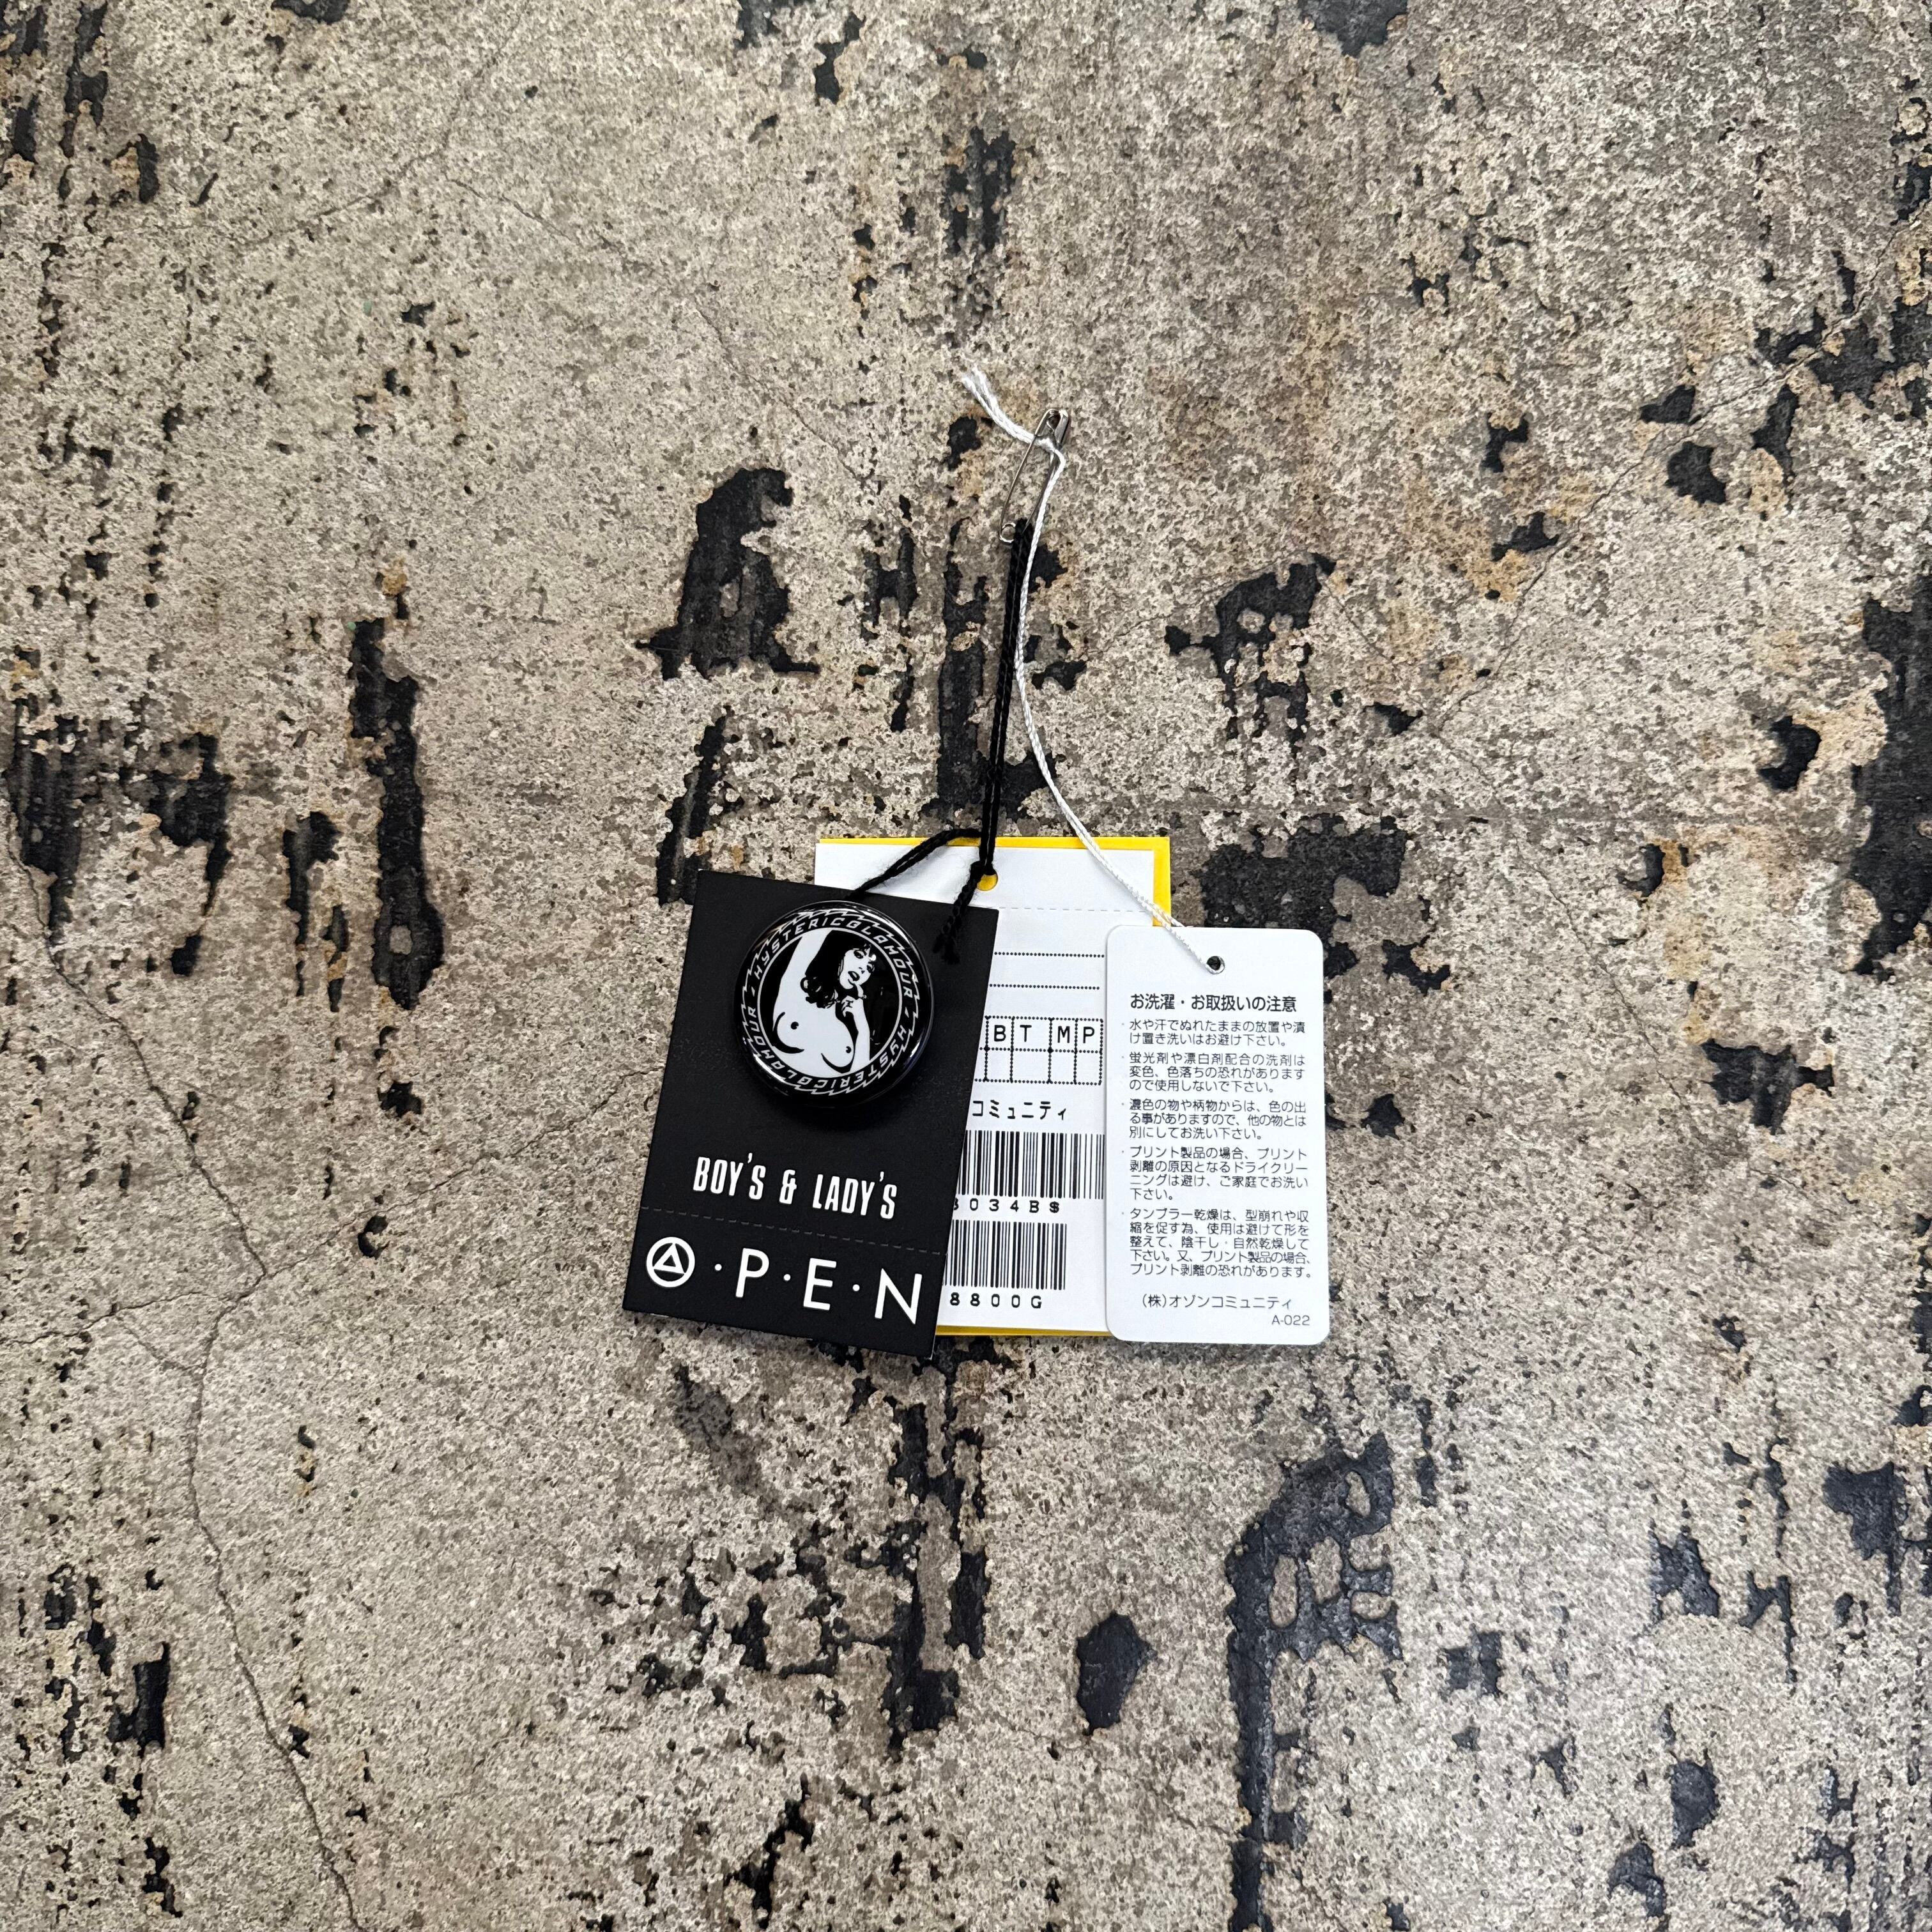 HYSTERICGLAMOUR
HYSTERICGLAMOUR
BOY'S & LADY'S
Ⓐ・P・E・N
BT MP
コミュニティ
3034B$
8800G
お洗濯・お取扱いの注意
・水や汗でぬれたままの放置や漬
け置き洗いはお避け下さい。
・蛍光剤や漂白剤配合の洗剤は
変色、色落ちの恐れがあります
ので使用しないで下さい。
・濃色の物や柄物からは、色の出
る事がありますので、他の物とは
別にしてお洗い下さい。
・プリント製品の場合、プリント
剥離の原因となるドライクリー
ニングは避け、ご家庭でお洗い
下さい。
・タンブラー乾燥は、型崩れや収
縮を促す為、使用は避けて形を
整えて、陰干し・自然乾燥して
下さい。又、プリント製品の場合、
プリント剥離の恐れがあります。
(株)オゾンコミュニティ
A-022